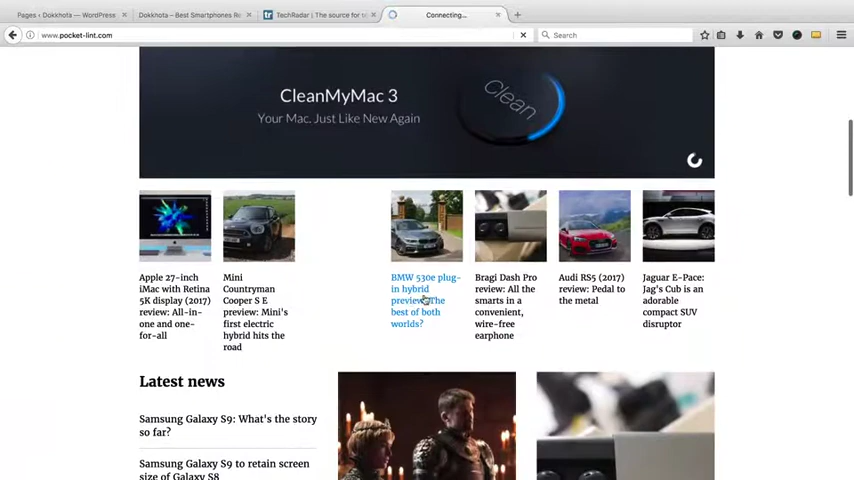 Pages ‹ Dokkhota — WordPress
Dokkhota – Best Smartphones Re
TechRadar | The source for te
Connecting...
www.pocket-lint.com
Search
CleanMyMac 3
Your Mac. Just Like New Again
Clean
Apple 27-inch
iMac with Retina
5K display (2017)
review: All-in-
one and one-
for-all
Mini
Countryman
Cooper S E
preview: Mini's
first electric
hybrid hits the
road
BMW 530e plug-
in hybrid
preview: The
best of both
worlds?
Bragi Dash Pro
review: All the
smarts in a
convenient,
wire-free
earphone
Audi RS5 (2017)
review: Pedal to
the metal
Jaguar E-Pace:
Jag's Cub is an
adorable
compact SUV
disruptor
Latest news
Samsung Galaxy S9: What's the story
so far?
Samsung Galaxy S9 to retain screen
size of Galaxy S8